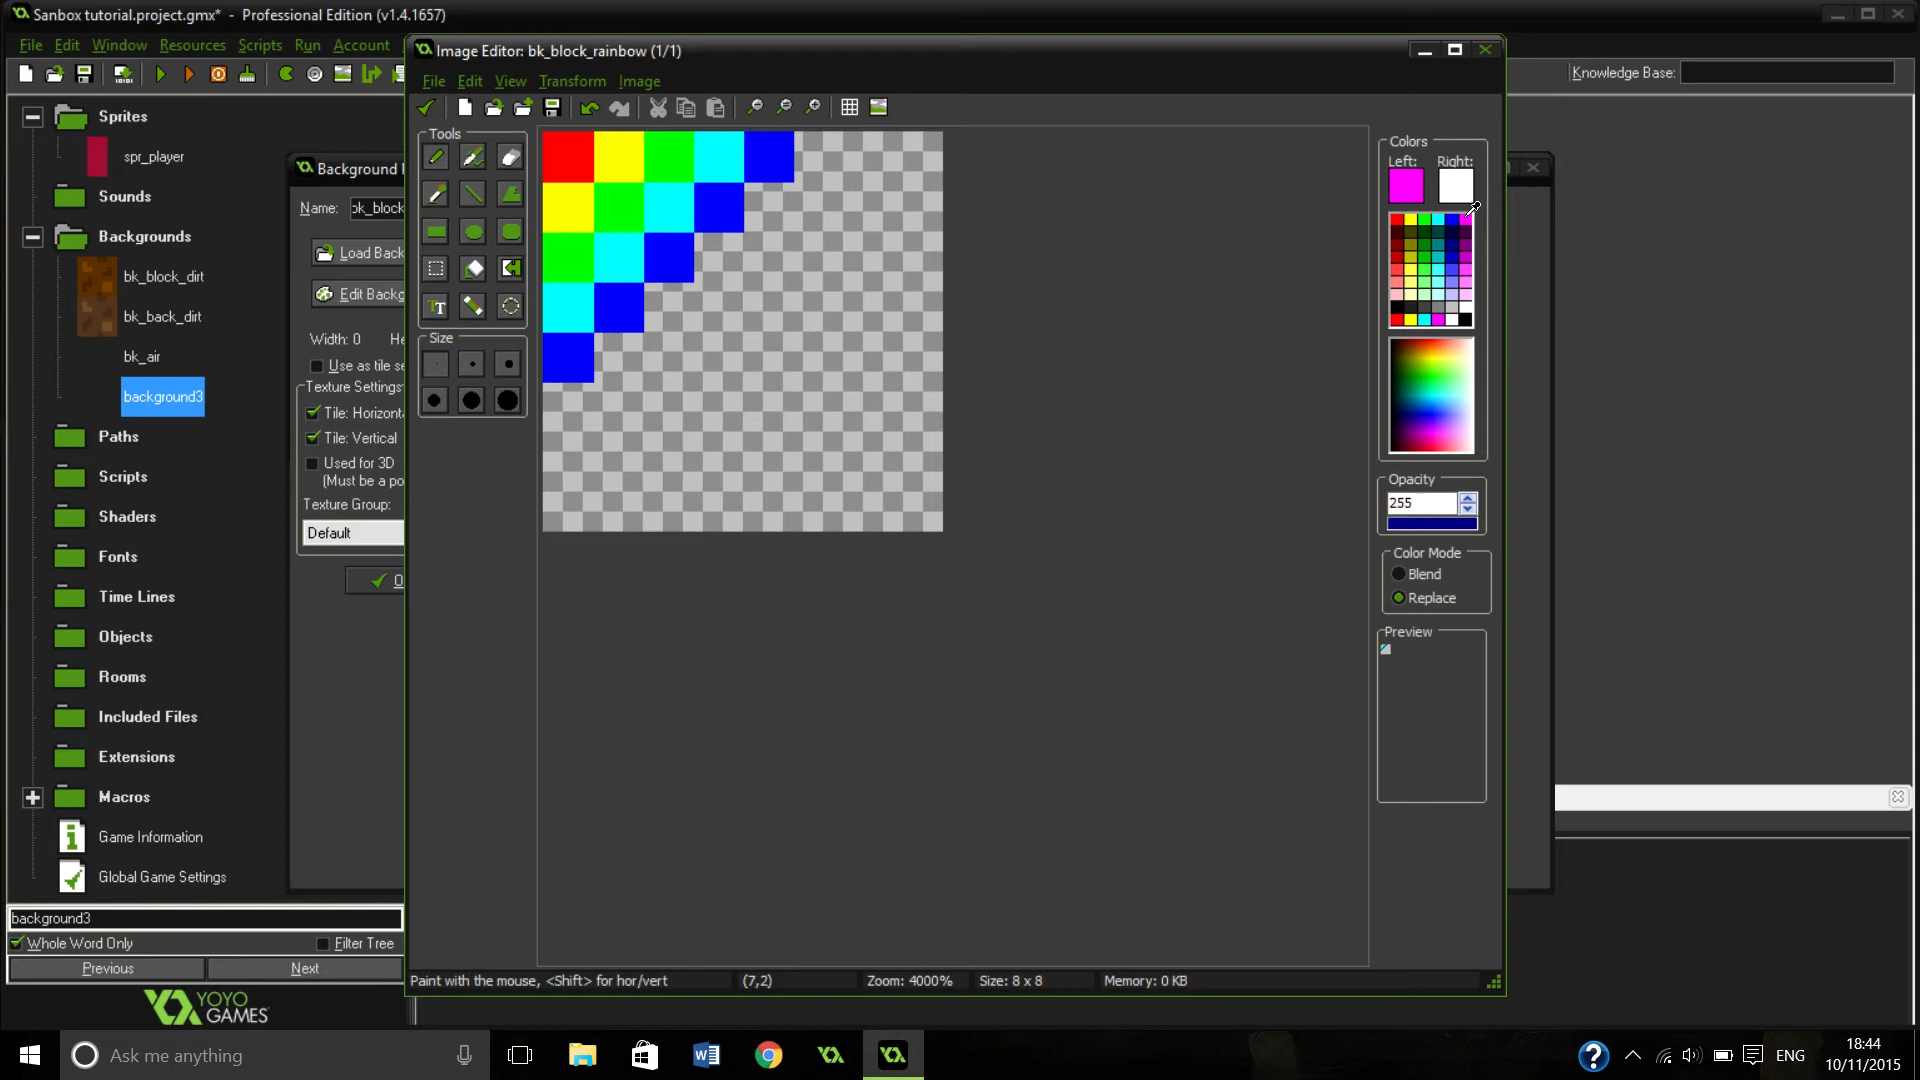 Sanbox tutorial.project.gmx* - Professional Edition (v1.4.1657)
File Edit Window Resources Scripts Run Account
Knowledge Base:
Image Editor: bk_block_rainbow (1/1)
File Edit View Transform Image
Sprites
spr_player
Sounds
Backgrounds
bk_block_dirt
bk_back_dirt
bk_air
background3
Paths
Scripts
Shaders
Fonts
Time Lines
Objects
Rooms
Included Files
Extensions
Macros
Game Information
Global Game Settings
background3
Whole Word Only
Filter Tree
Previous
Next
YOYO
GAMES
Background
Name:
Load Back
Edit Backg
Width: 0 He
Use as tile se
Texture Settings
Tile: Horizonta
Tile: Vertical
Used for 3D
(Must be a po
Texture Group:
Default
O
Tools
Size
Colors
Left: Right:
Opacity
255
Color Mode
Blend
Replace
Preview
Paint with the mouse, <Shift> for hor/vert
(7,2)
Zoom: 4000%
Size: 8 x 8
Memory: 0 KB
Ask me anything
ENG
18:44
10/11/2015